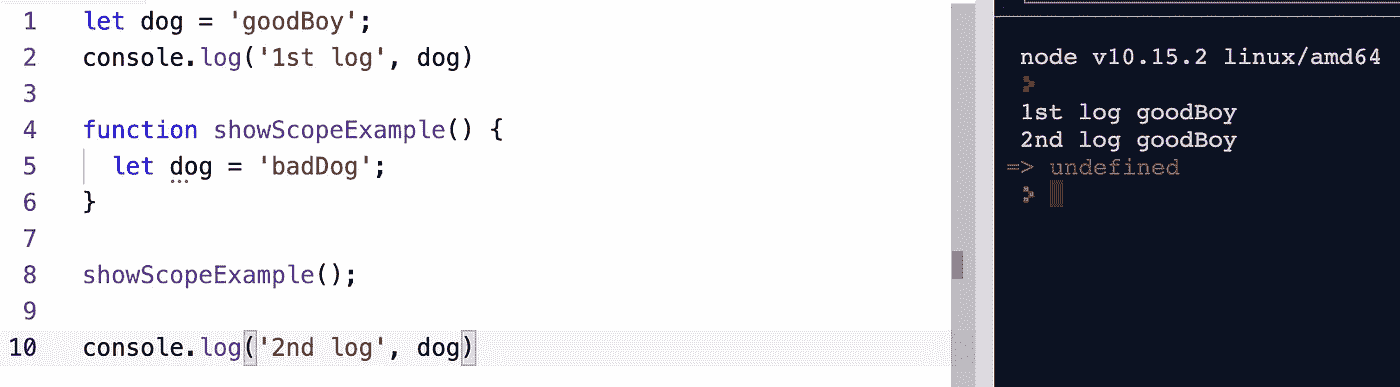 1 let dog = 'goodBoy';
2 console.log('1st log', dog)
3
4 function showScopeExample() {
5 let dog = 'badDog';
6 }
7
8 showScopeExample();
9
10 console.log('2nd log', dog)
node v10.15.2 linux/amd64
>
1st log goodBoy
2nd log goodBoy
=> undefined
>